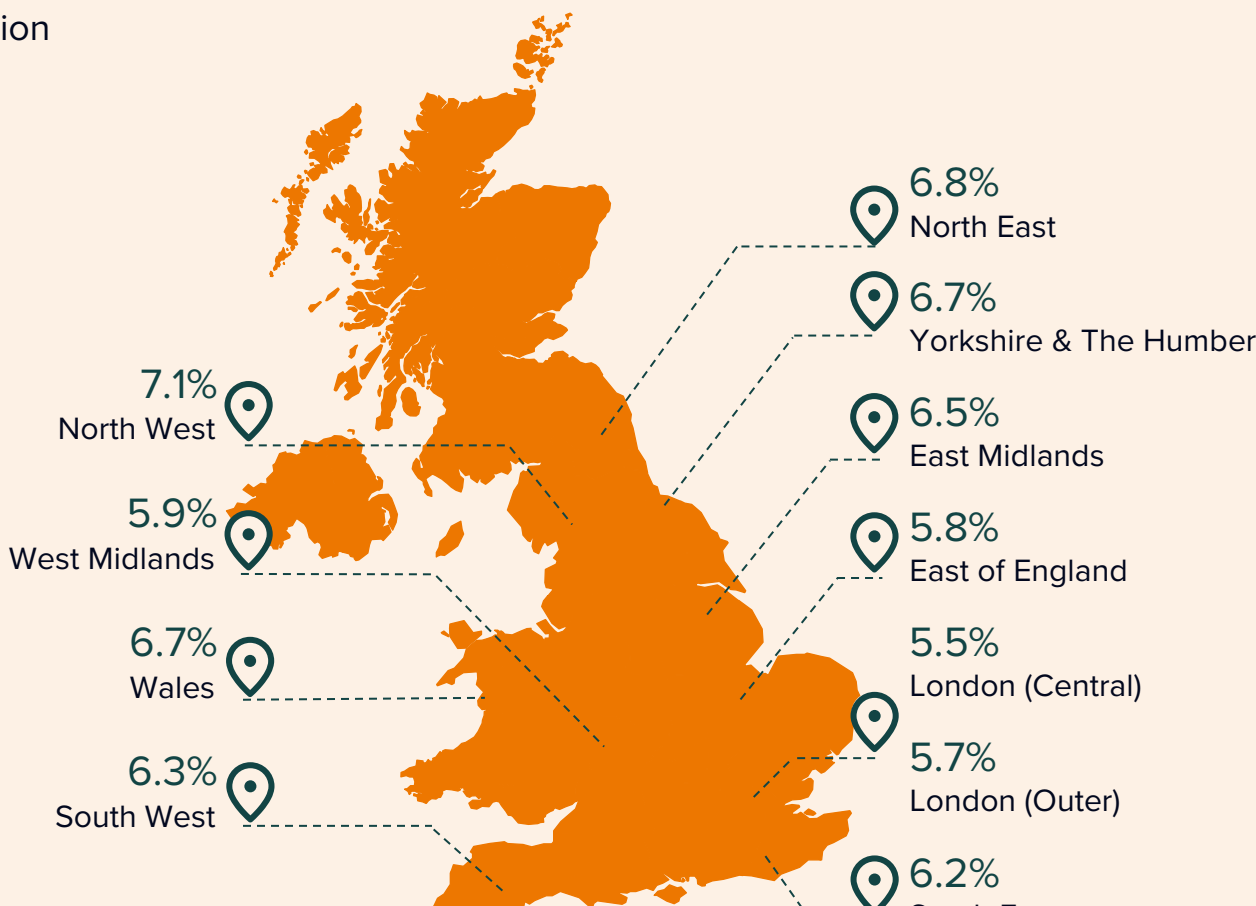 ion
6.8%
North East
6.7%
Yorkshire & The Humber
7.1%
North West
6.5%
East Midlands
5.9%
West Midlands
5.8%
East of England
6.7%
Wales
5.5%
London (Central)
6.3%
South West
5.7%
London (Outer)
6.2%